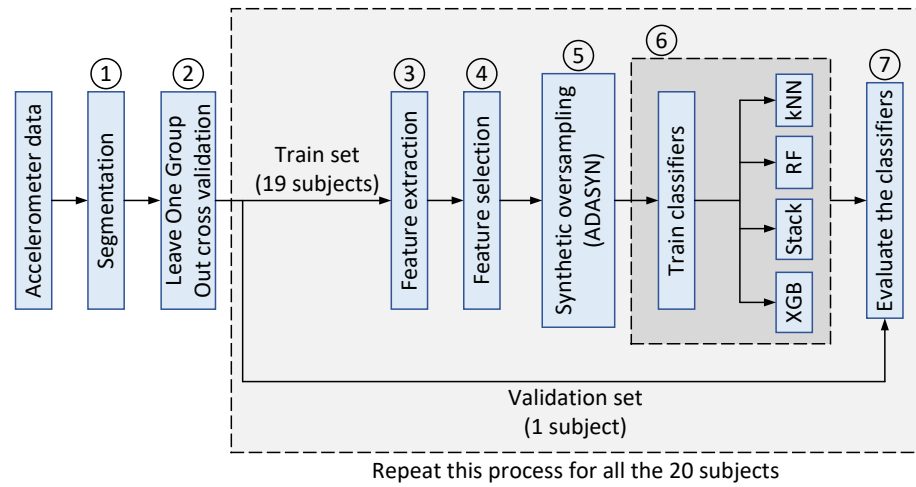 Accelerometer data
1
Segmentation
2
Leave One Group
Out cross validation
Train set
(19 subjects)
3
Feature extraction
4
Feature selection
5
Synthetic oversampling
(ADASYN)
6
Train classifiers
kNN
RF
Stack
XGB
7
Evaluate the classifiers
Validation set
(1 subject)
Repeat this process for all the 20 subjects